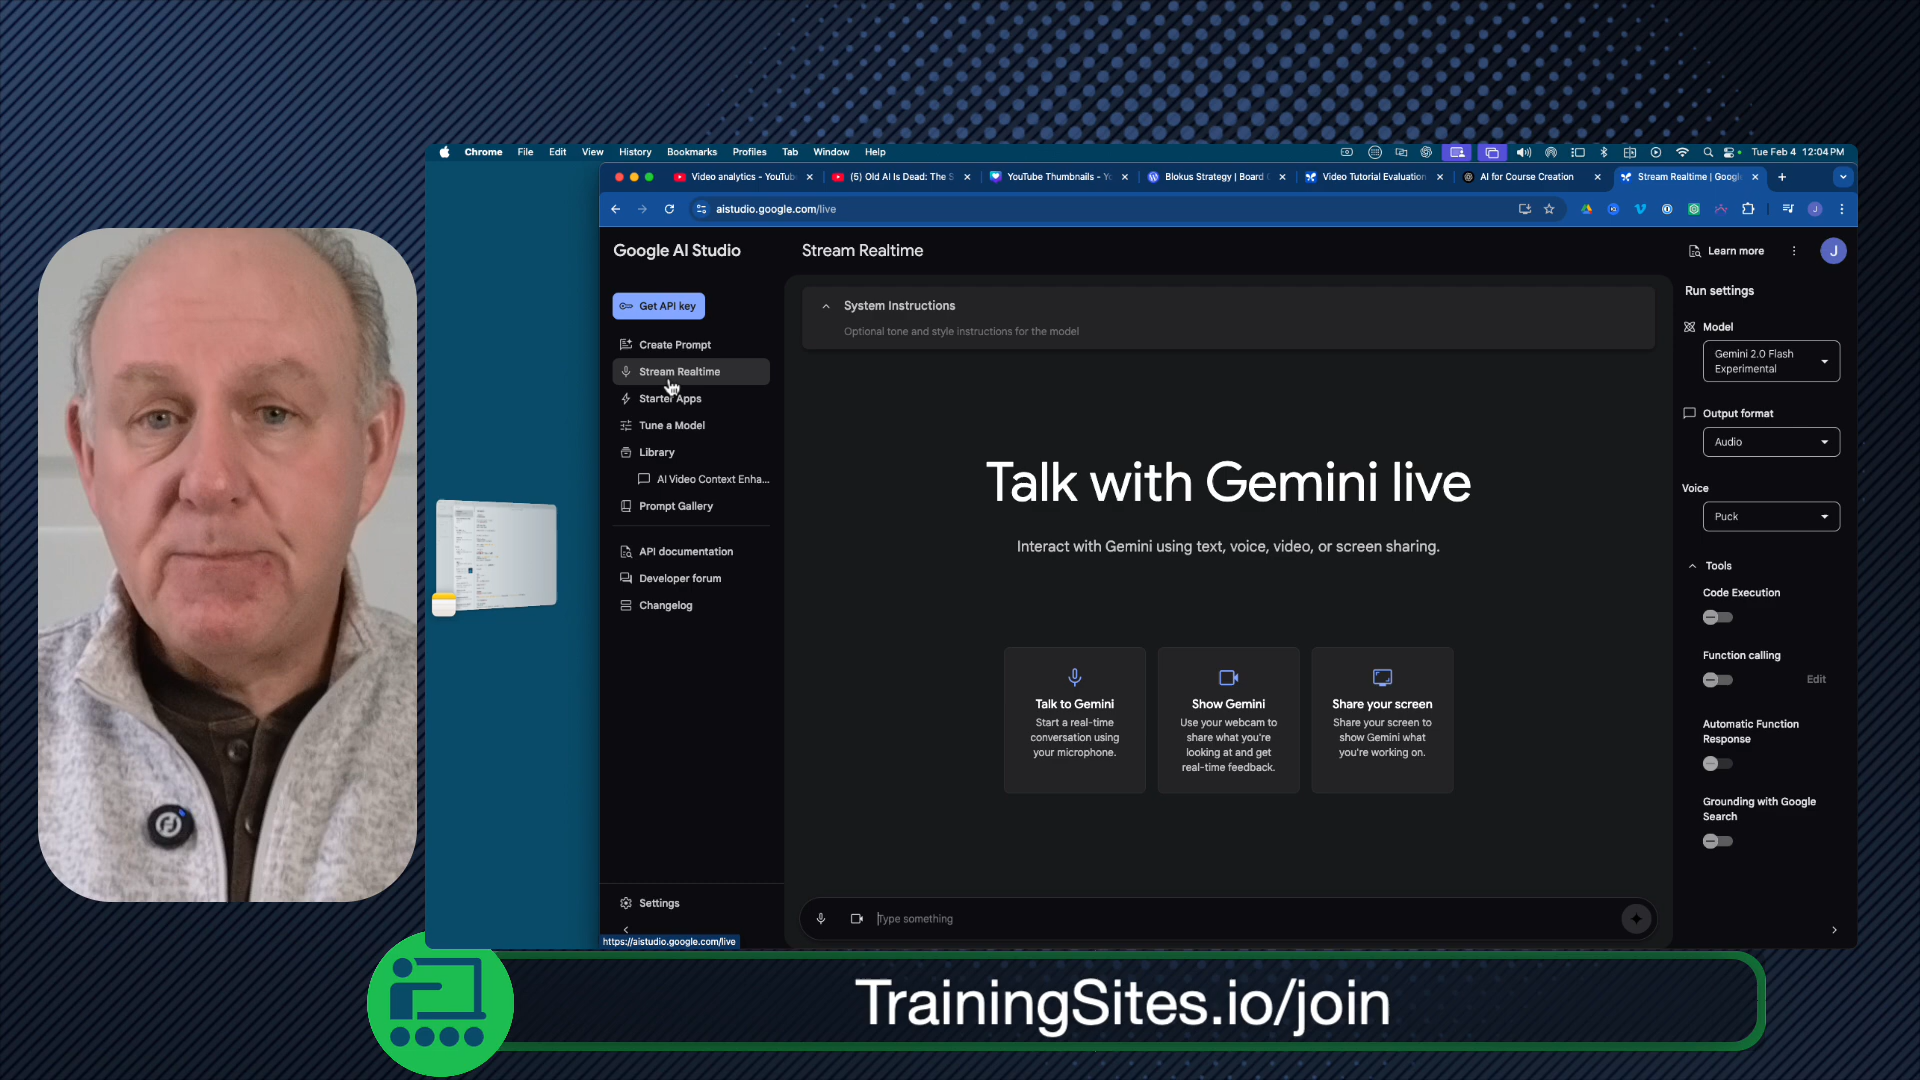 Chrome File Edit View History Bookmarks Profiles Tab Window Help
Tue Feb 4 12:04 PM
Video analytics - YouTub
(5) Old AI Is Dead: The S
YouTube Thumbnails - Yo
Blokus Strategy | Board
Video Tutorial Evaluation
AI for Course Creation
Stream Realtime | Google
aistudio.google.com/live
J
Google AI Studio
Stream Realtime
Learn more
J
Get API key
Create Prompt
Stream Realtime
Starter Apps
Tune a Model
Library
AI Video Context Enha...
Prompt Gallery
API documentation
Developer forum
Changelog
Settings
https://aistudio.google.com/live
System Instructions
Optional tone and style instructions for the model
Talk with Gemini live
Interact with Gemini using text, voice, video, or screen sharing.
Talk to Gemini
Start a real-time
conversation using
your microphone.
Show Gemini
Use your webcam to
share what you're
looking at and get
real-time feedback.
Share your screen
Share your screen to
show Gemini what
you're working on.
Type something
Run settings
Model
Gemini 2.0 Flash
Experimental
Output format
Audio
Voice
Puck
Tools
Code Execution
Function calling
Edit
Automatic Function
Response
Grounding with Google
Search
TrainingSites.io/join